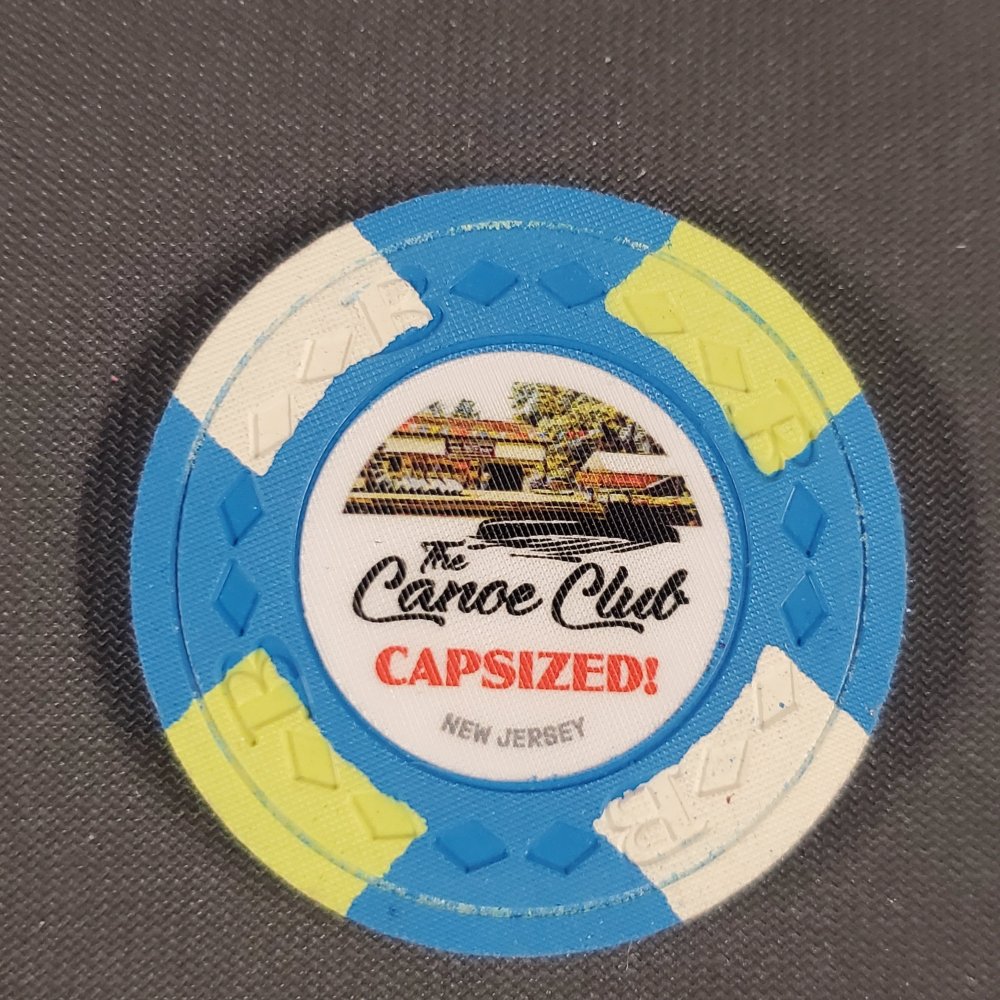 The
Canoe Club
CAPSIZED!
NEW JERSEY
R
R
R
R